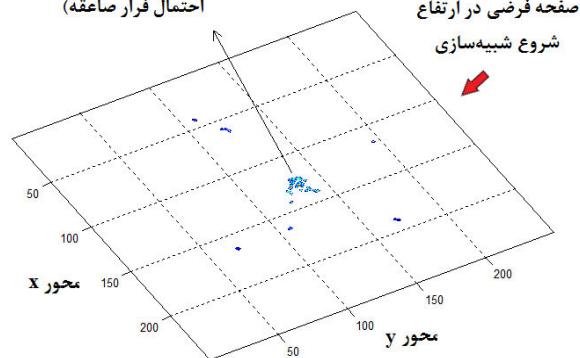 صفحه فرضی در ارتفاع
شروع شبیه‌سازی
احتمال فرار صاعقه)
50
100
150
200
محور x
50
100
150
200
محور y